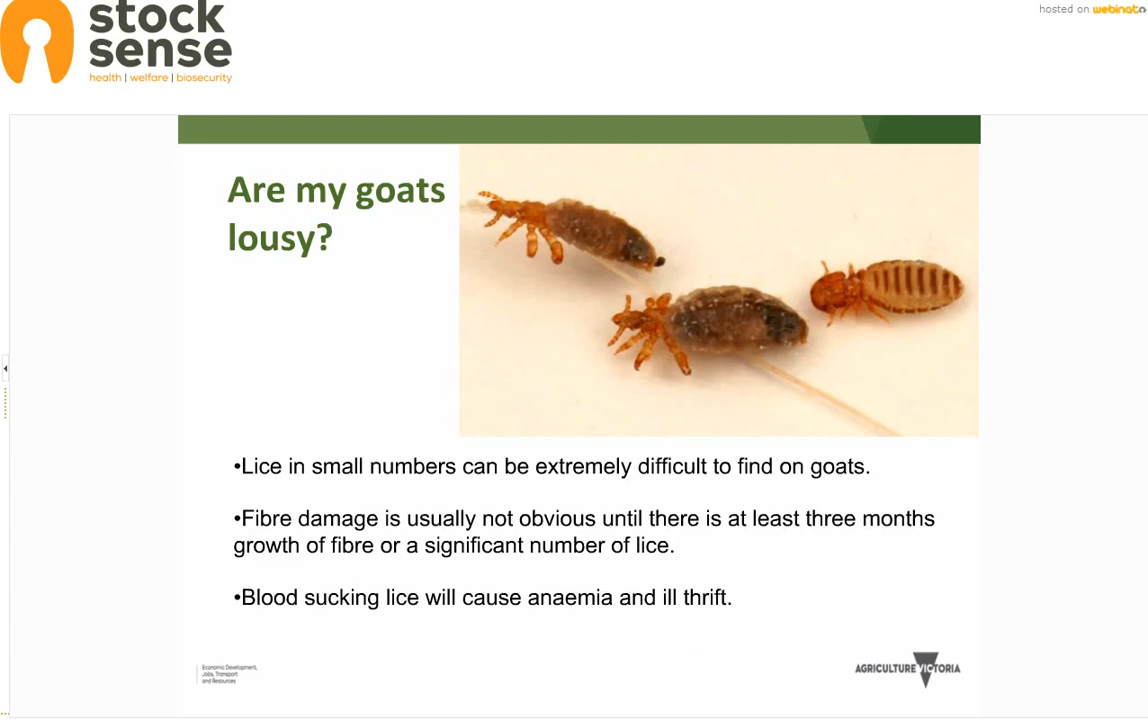 hosted on webinato
stock
sense
health | welfare | biosecurity
Are my goats
lousy?
•Lice in small numbers can be extremely difficult to find on goats.
•Fibre damage is usually not obvious until there is at least three months
growth of fibre or a significant number of lice.
•Blood sucking lice will cause anaemia and ill thrift.
Economic Development,
Jobs, Transport
and Resources
AGRICULTURE VICTORIA